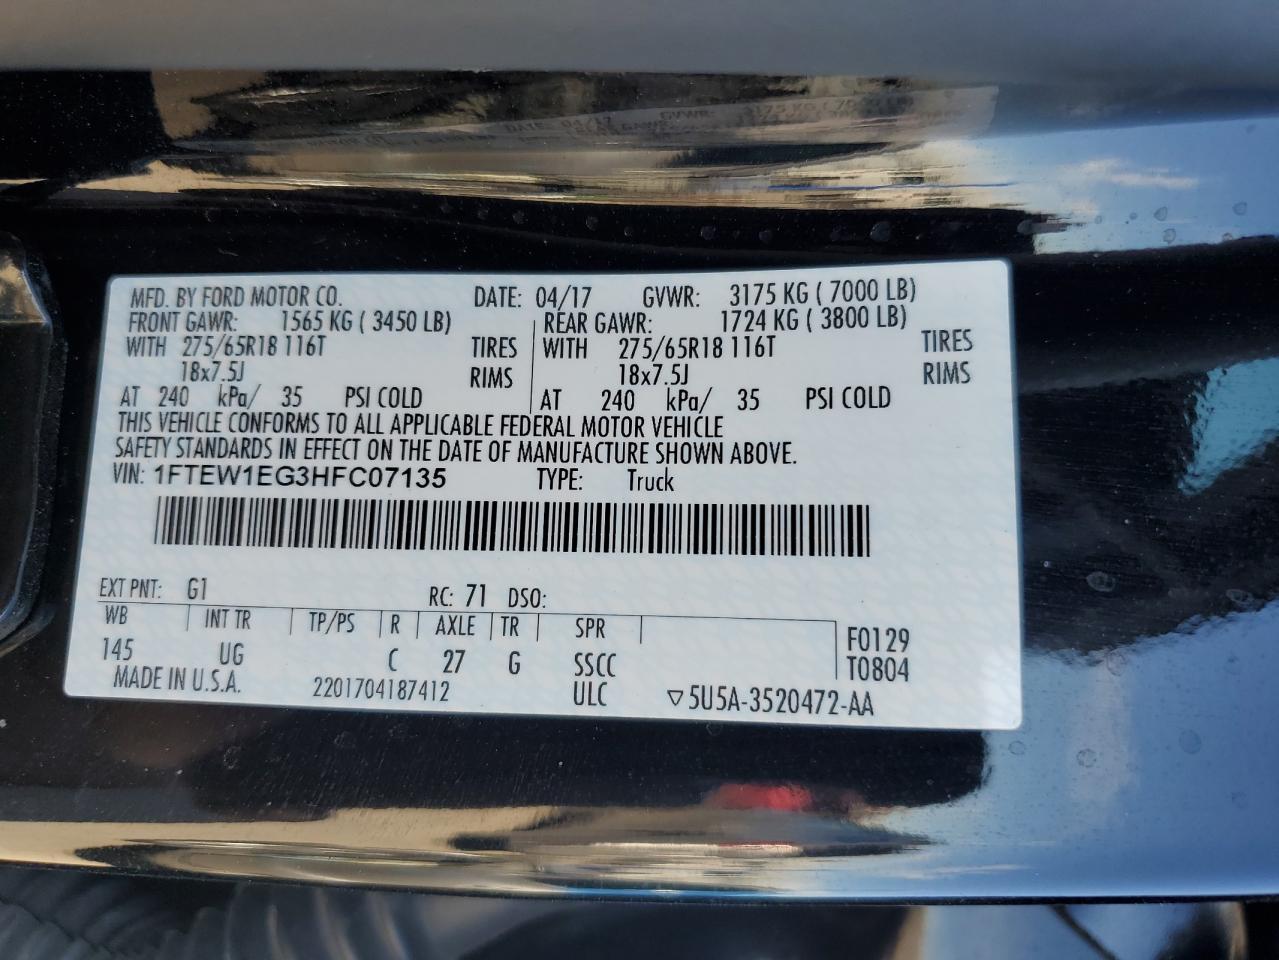 MFD. BY FORD MOTOR CO. DATE: 04/17 GVWR: 3175 KG ( 7000 LB)
FRONT GAWR: 1565 KG ( 3450 LB) REAR GAWR: 1724 KG ( 3800 LB)
WITH 275/65R18 116T TIRES WITH 275/65R18 116T TIRES
18x7.5J RIMS 18x7.5J RIMS
AT 240 kPa/ 35 PSI COLD AT 240 kPa/ 35 PSI COLD
THIS VEHICLE CONFORMS TO ALL APPLICABLE FEDERAL MOTOR VEHICLE
SAFETY STANDARDS IN EFFECT ON THE DATE OF MANUFACTURE SHOWN ABOVE.
VIN: 1FTEW1EG3HFC07135 TYPE: Truck
EXT PNT: G1 RC: 71 DSO:
WB INT TR TP/PS R AXLE TR SPR F0129
145 UG C 27 G SSCC T0804
MADE IN U.S.A. 2201704187412 ULC ▽5U5A-3520472-AA